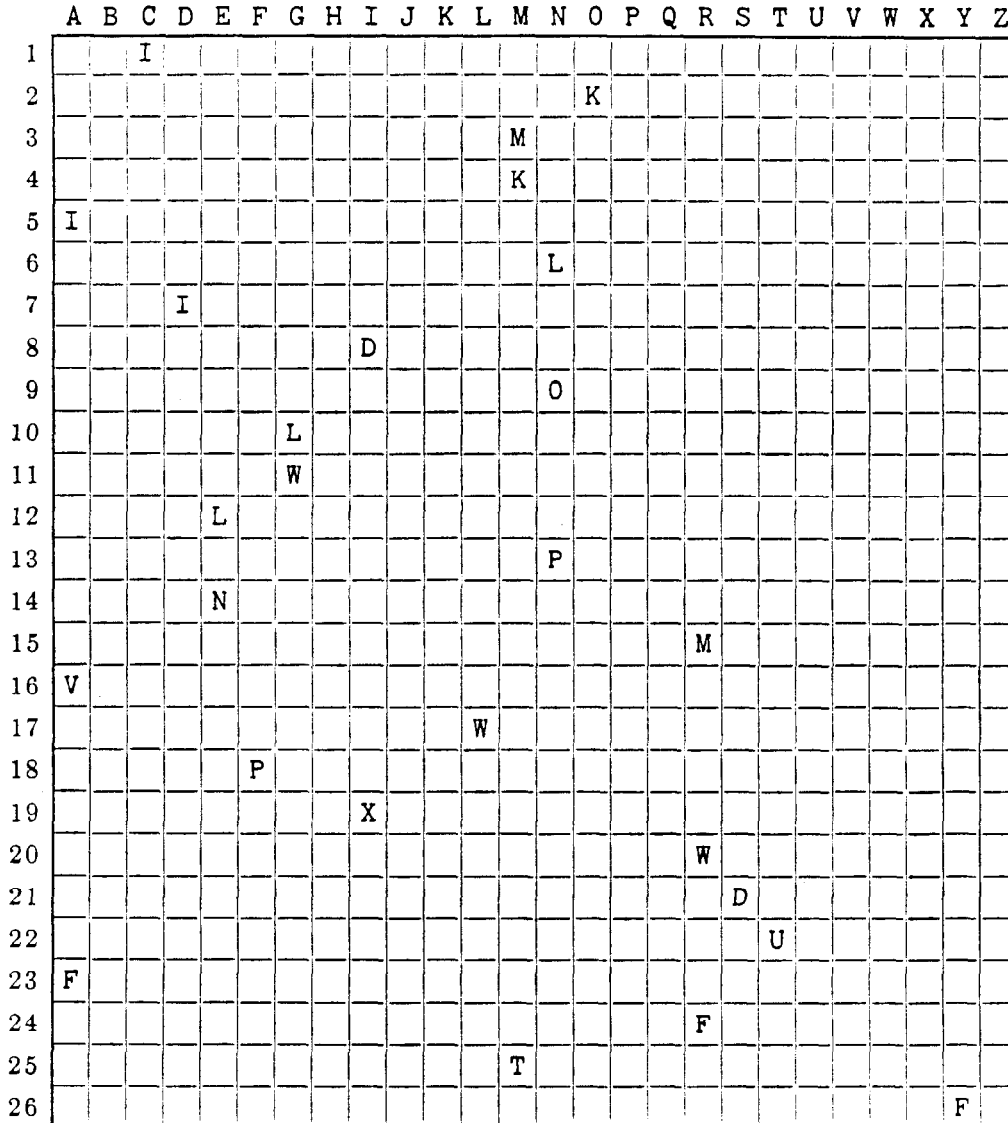 A B C D E F G H I J K L M N O P Q R S T U V W X Y Z
1 I
2 K
3 M
4 K
5 I
6 L
7 I
8 D
9 O
10 L
11 W
12 L
13 P
14 N
15 M
16 V
17 W
18 P
19 X
20 W
21 D
22 U
23 F
24 F
25 T
26 F